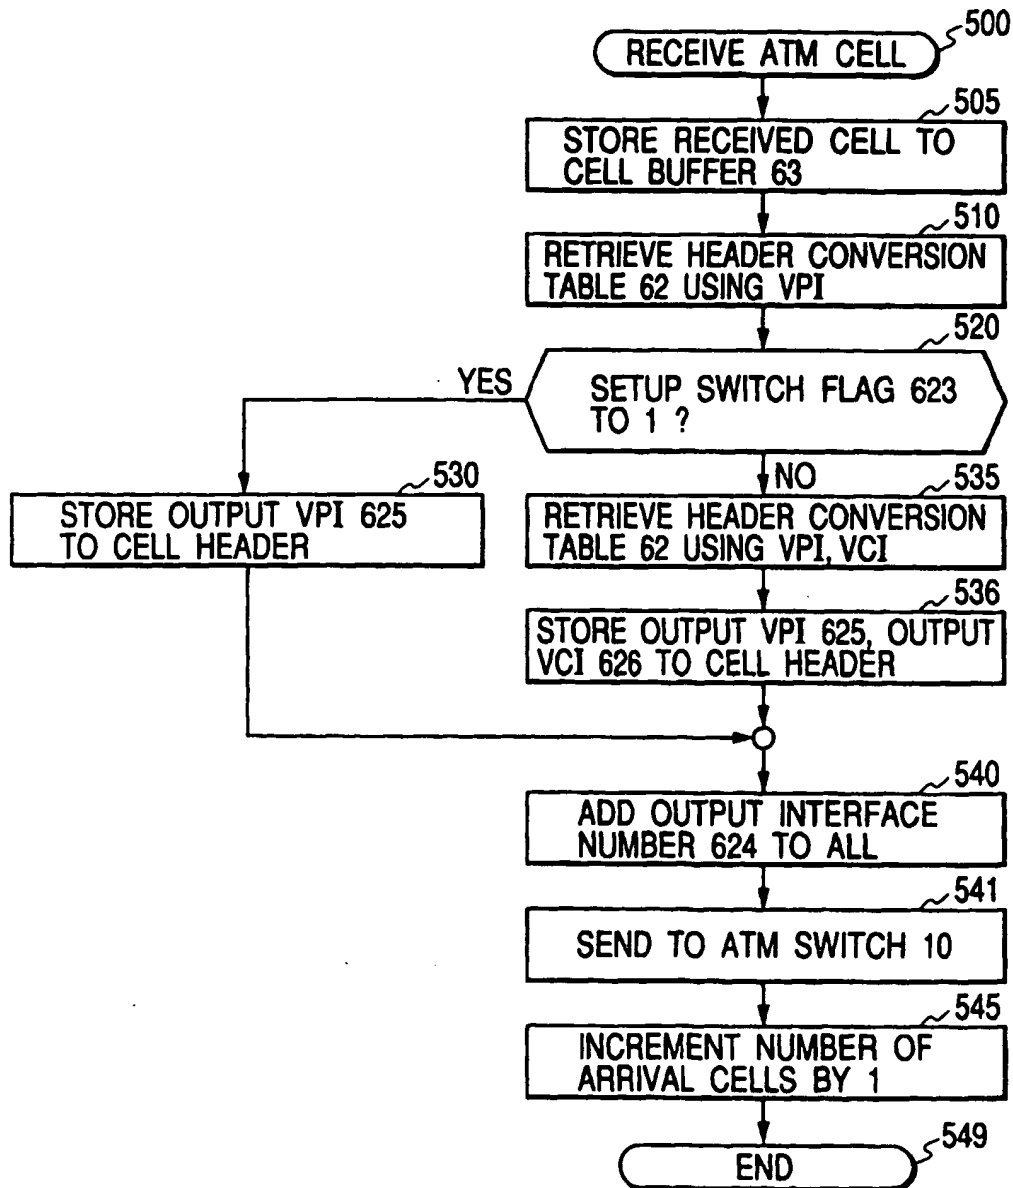 500
RECEIVE ATM CELL
505
STORE RECEIVED CELL TO
CELL BUFFER 63
510
RETRIEVE HEADER CONVERSION
TABLE 62 USING VPI
520
YES
SETUP SWITCH FLAG 623
TO 1 ?
NO
530
STORE OUTPUT VPI 625
TO CELL HEADER
535
RETRIEVE HEADER CONVERSION
TABLE 62 USING VPI, VCI
536
STORE OUTPUT VPI 625, OUTPUT
VCI 626 TO CELL HEADER
540
ADD OUTPUT INTERFACE
NUMBER 624 TO ALL
541
SEND TO ATM SWITCH 10
545
INCREMENT NUMBER OF
ARRIVAL CELLS BY 1
549
END